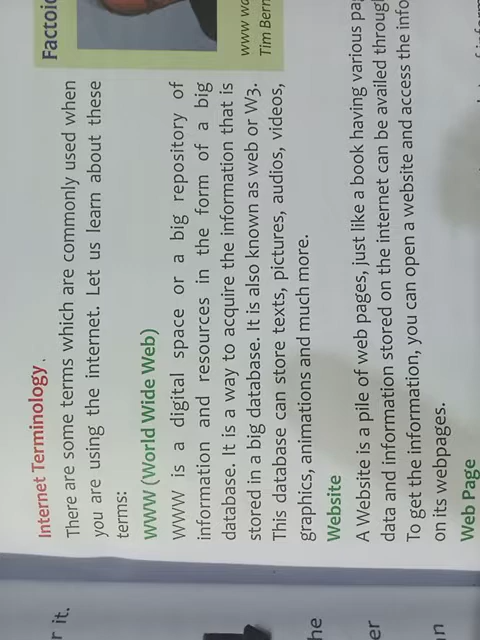 Internet Terminology.
There are some terms which are commonly used when
you are using the internet. Let us learn about these
terms:
WWW (World Wide Web)
WWW is a digital space or a big repository of
information and resources in the form of a big
database. It is a way to acquire the information that is
stored in a big database. It is also known as web or W3.
This database can store texts, pictures, audios, videos,
graphics, animations and much more.
Website
A Website is a pile of web pages, just like a book having various
data and information stored on the internet can be availed
To get the information, you can open a website and access the
on its webpages.
Web Page
www
Tim
r it.
he
er